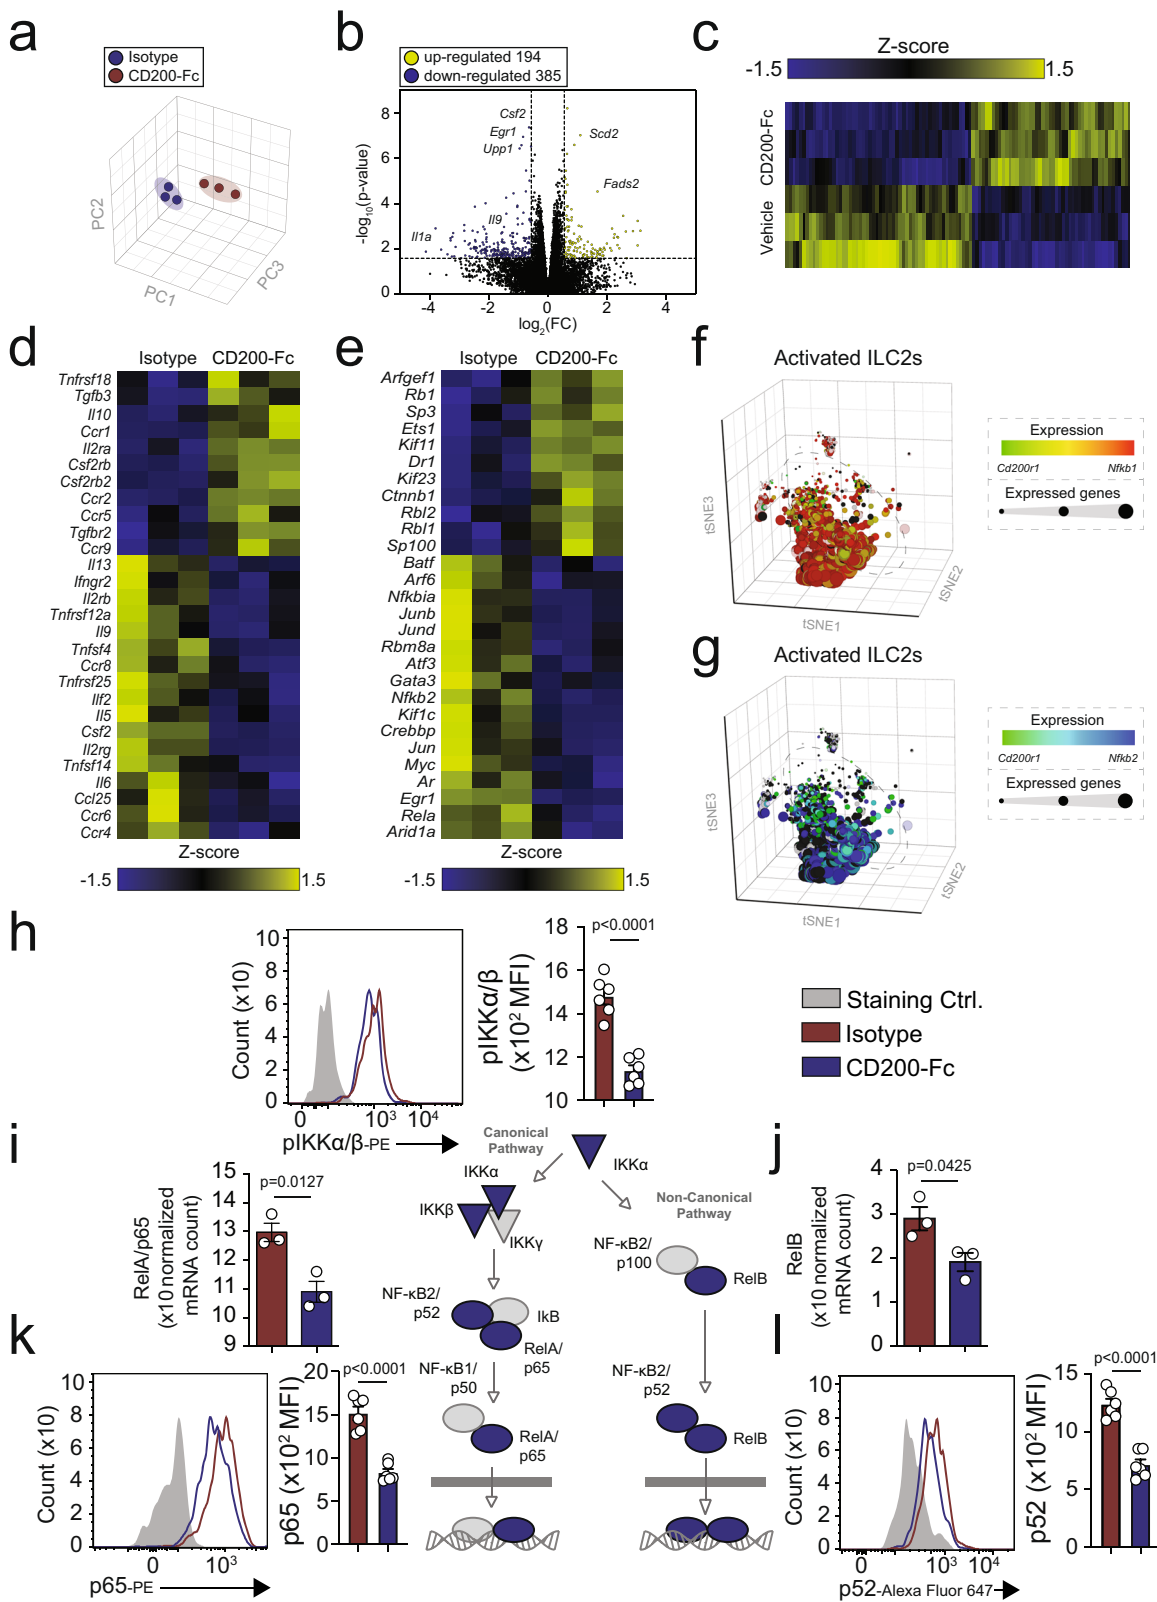 a
Isotype
CD200-Fc
PC2
PC1
PC3
b
up-regulated 194
down-regulated 385
Csf2
Egr1
Upp1
Scd2
Fads2
Il9
Il1a
8
6
4
2
0
-log10(p-value)
-4
-2
0
2
4
log2(FC)
c
Z-score
-1.5
1.5
CD200-Fc
Vehicle
d
Isotype
CD200-Fc
Tnfrsf18
Tgfb3
Il10
Ccr1
Il2ra
Csf2rb
Csf2rb2
Ccr2
Ccr5
Tgfbr2
Ccr9
Il13
Ifngr2
Il2rb
Tnfrsf12a
Il9
Tnfsf4
Ccr8
Tnfrsf25
Ilf2
Il5
Csf2
Il2rg
Tnfsf14
Il6
Ccl25
Ccr6
Ccr4
Z-score
-1.5
1.5
e
Isotype
CD200-Fc
Arfgef1
Rb1
Sp3
Ets1
Kif11
Dr1
Kif23
Ctnnb1
Rbl2
Rbl1
Sp100
Batf
Arf6
Nfkbia
Junb
Jund
Rbm8a
Atf3
Gata3
Nfkb2
Kif1c
Crebbp
Jun
Myc
Ar
Egr1
Rela
Arid1a
Z-score
-1.5
1.5
f
Activated ILC2s
tSNE3
tSNE1
tSNE2
Expression
Cd200r1
Nfkb1
Expressed genes
g
Activated ILC2s
tSNE3
tSNE1
tSNE2
Expression
Cd200r1
Nfkb2
Expressed genes
h
Count (x10)
10
8
6
4
2
0
0
10³
10⁴
pIKKα/β-PE
pIKKα/β
(x10² MFI)
18
16
14
12
10
p<0.0001
Staining Ctrl.
Isotype
CD200-Fc
i
RelA/p65
(x10 normalized
mRNA count)
15
14
13
12
11
10
9
p=0.0127
Canonical
Pathway
IKKα
IKKα
IKKβ
IKKγ
Non-Canonical
Pathway
NF-κB2/
p100
RelB
NF-κB2/
p52
IkB
RelA/
p65
NF-κB1/
p50
RelA/
p65
NF-κB2/
p52
RelB
j
RelB
(x10 normalized
mRNA count)
4
3
2
1
0
p=0.0425
k
Count (x10)
10
8
6
4
2
0
0
10³
p65-PE
p65 (x10² MFI)
20
15
10
5
0
p<0.0001
l
Count (x10)
10
8
6
4
2
0
0
10³
10⁴
p52-Alexa Fluor 647
p52 (x10² MFI)
15
10
5
0
p<0.0001